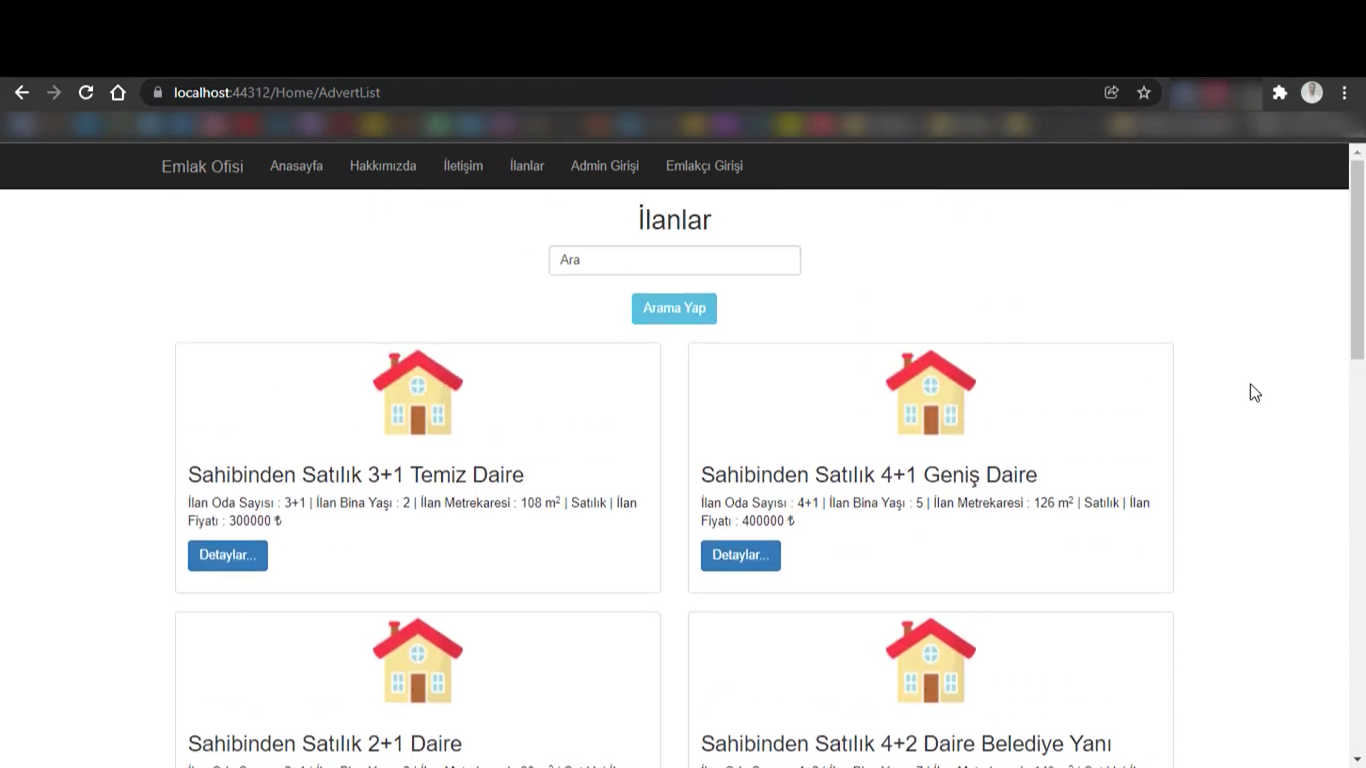 localhost:44312/Home/AdvertList
Emlak Ofisi Anasayfa Hakkımızda İletişim İlanlar Admin Girişi Emlakçı Girişi
İlanlar
Ara
Arama Yap
Sahibinden Satılık 3+1 Temiz Daire
İlan Oda Sayısı : 3+1 | İlan Bina Yaşı : 2 | İlan Metrekaresi : 108 m² | Satılık | İlan
Fiyatı : 300000 ₺
Detaylar...
Sahibinden Satılık 4+1 Geniş Daire
İlan Oda Sayısı : 4+1 | İlan Bina Yaşı : 5 | İlan Metrekaresi : 126 m² | Satılık | İlan
Fiyatı : 400000 ₺
Detaylar...
Sahibinden Satılık 2+1 Daire
Sahibinden Satılık 4+2 Daire Belediye Yanı